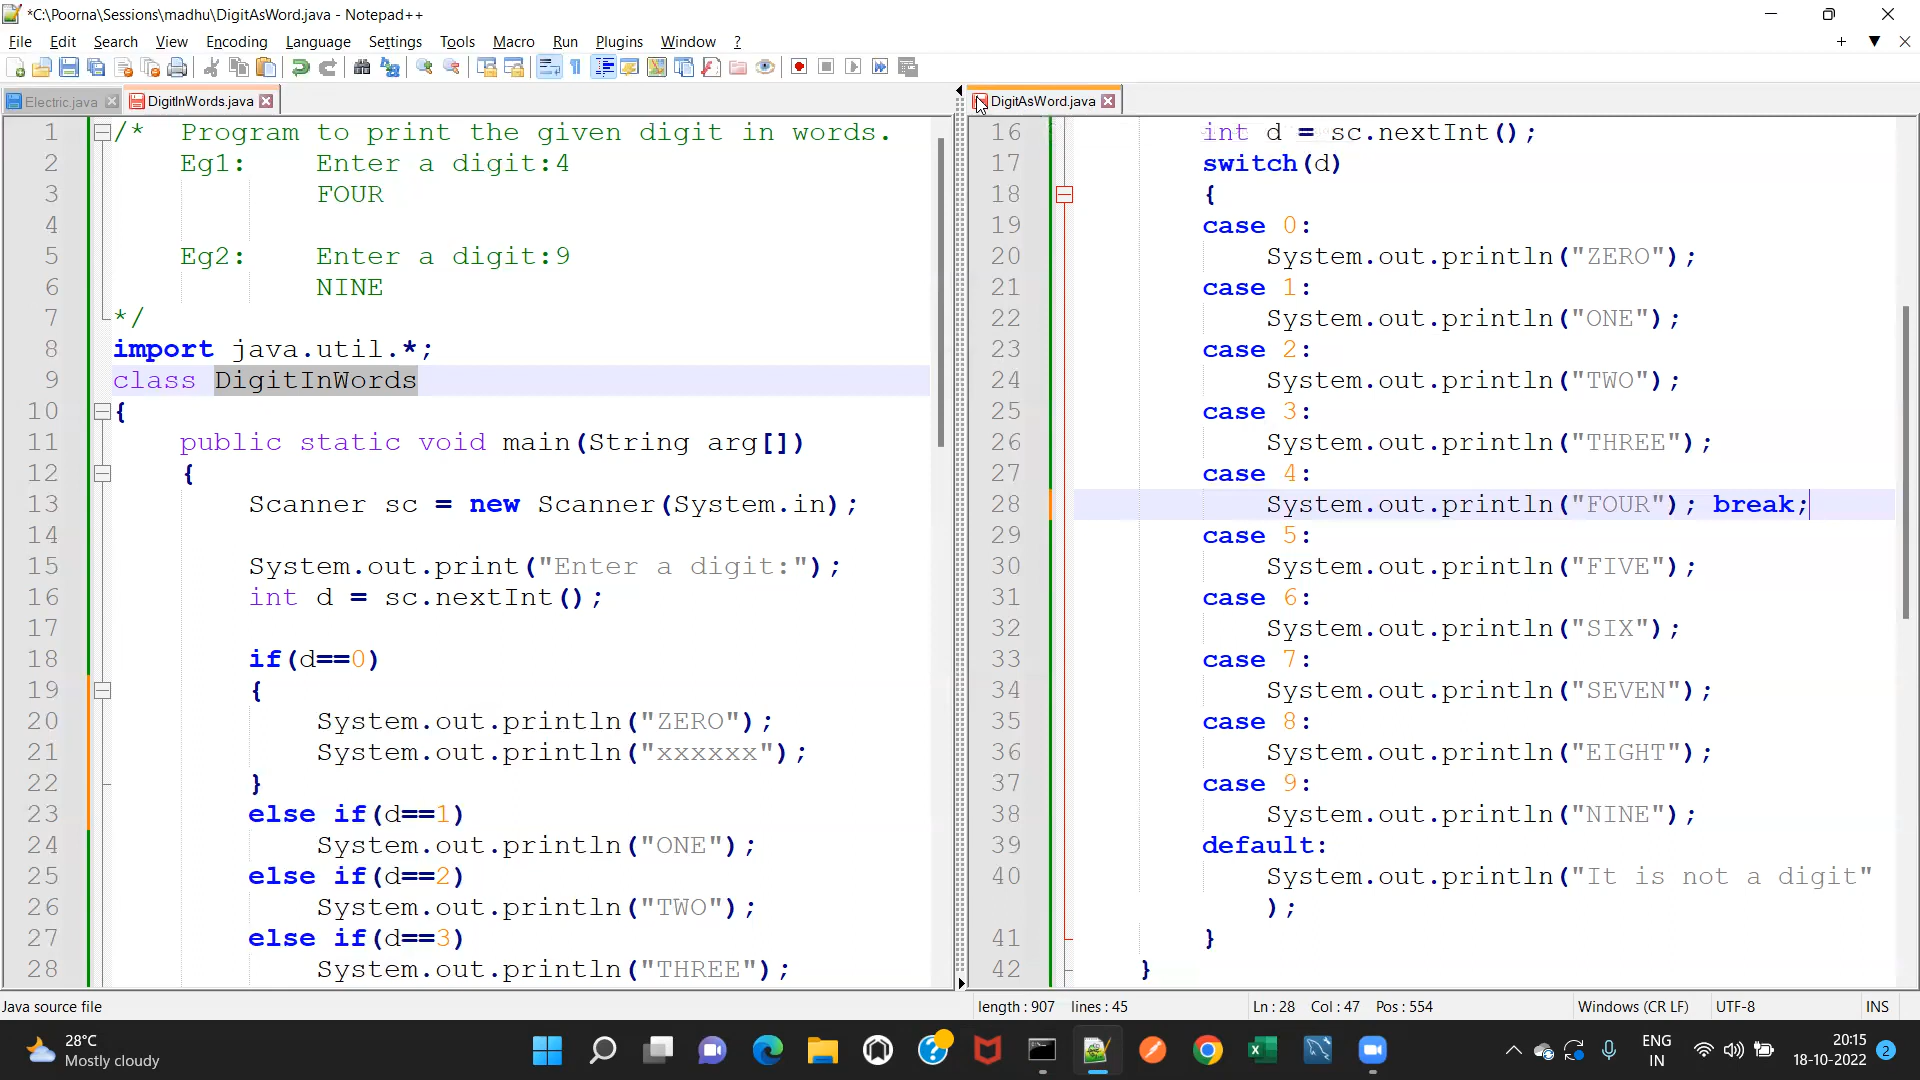 *C:\Poorna\Sessions\madhu\DigitAsWord.java - Notepad++
File Edit Search View Encoding Language Settings Tools Macro Run Plugins Window ?
Electric.java DigitInWords.java
1 /* Program to print the given digit in words.
2 Eg1: Enter a digit:4
3 FOUR
4
5 Eg2: Enter a digit:9
6 NINE
7 */
8 import java.util.*;
9 class DigitInWords
10 {
11 public static void main(String arg[])
12 {
13 Scanner sc = new Scanner(System.in);
14
15 System.out.print("Enter a digit:");
16 int d = sc.nextInt();
17
18 if(d==0)
19 {
20 System.out.println("ZERO");
21 System.out.println("xxxxxx");
22 }
23 else if(d==1)
24 System.out.println("ONE");
25 else if(d==2)
26 System.out.println("TWO");
27 else if(d==3)
28 System.out.println("THREE");
DigitAsWord.java
16 int d = sc.nextInt();
17 switch(d)
18 {
19 case 0:
20 System.out.println("ZERO");
21 case 1:
22 System.out.println("ONE");
23 case 2:
24 System.out.println("TWO");
25 case 3:
26 System.out.println("THREE");
27 case 4:
28 System.out.println("FOUR"); break;
29 case 5:
30 System.out.println("FIVE");
31 case 6:
32 System.out.println("SIX");
33 case 7:
34 System.out.println("SEVEN");
35 case 8:
36 System.out.println("EIGHT");
37 case 9:
38 System.out.println("NINE");
39 default:
40 System.out.println("It is not a digit"
);
41 }
42 }
Java source file length : 907 lines : 45 Ln : 28 Col : 47 Pos : 554 Windows (CR LF) UTF-8 INS
28°C
Mostly cloudy
ENG
IN
20:15
18-10-2022
2